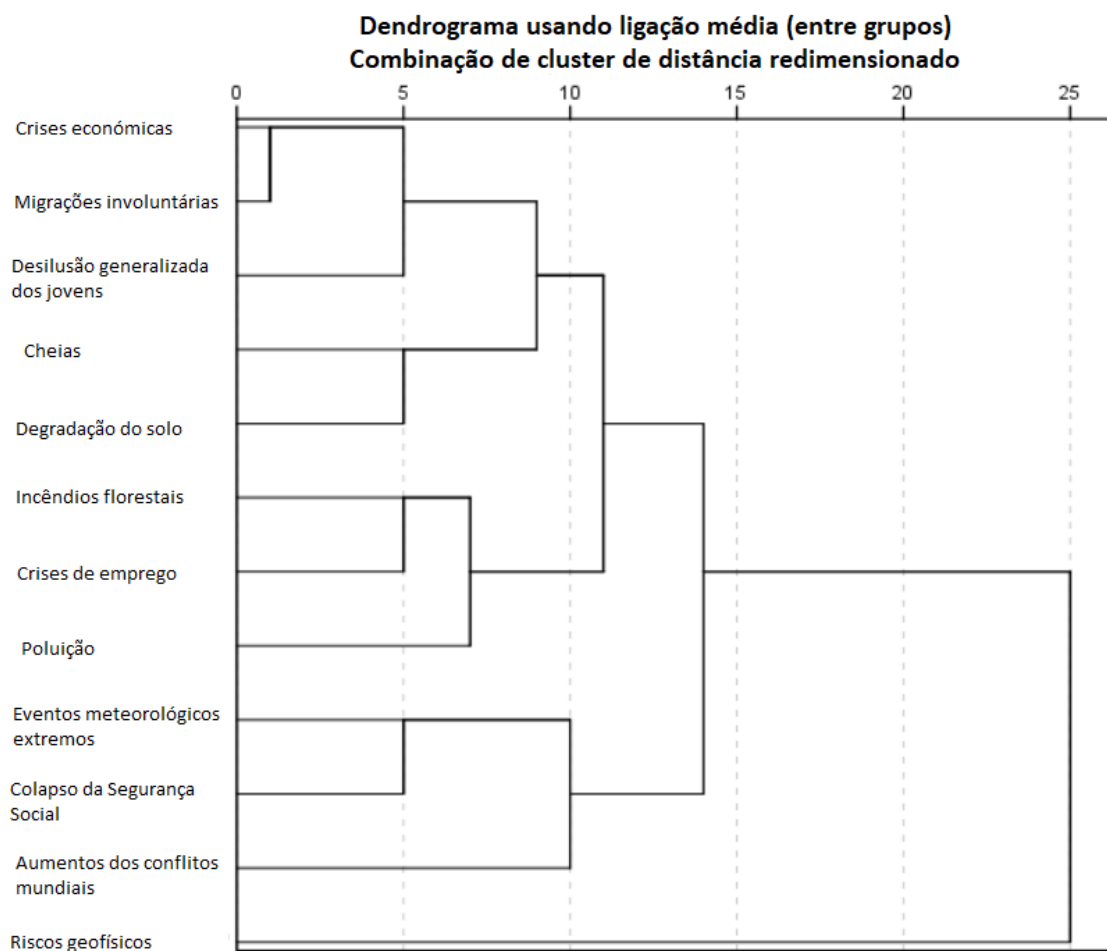 Dendrograma usando ligação média (entre grupos)
Combinação de cluster de distância redimensionado
0 5 10 15 20 25
Crises económicas
Migrações involuntárias
Desilusão generalizada
dos jovens
Cheias
Degradação do solo
Incêndios florestais
Crises de emprego
Poluição
Eventos meteorológicos
extremos
Colapso da Segurança
Social
Aumentos dos conflitos
mundiais
Riscos geofísicos